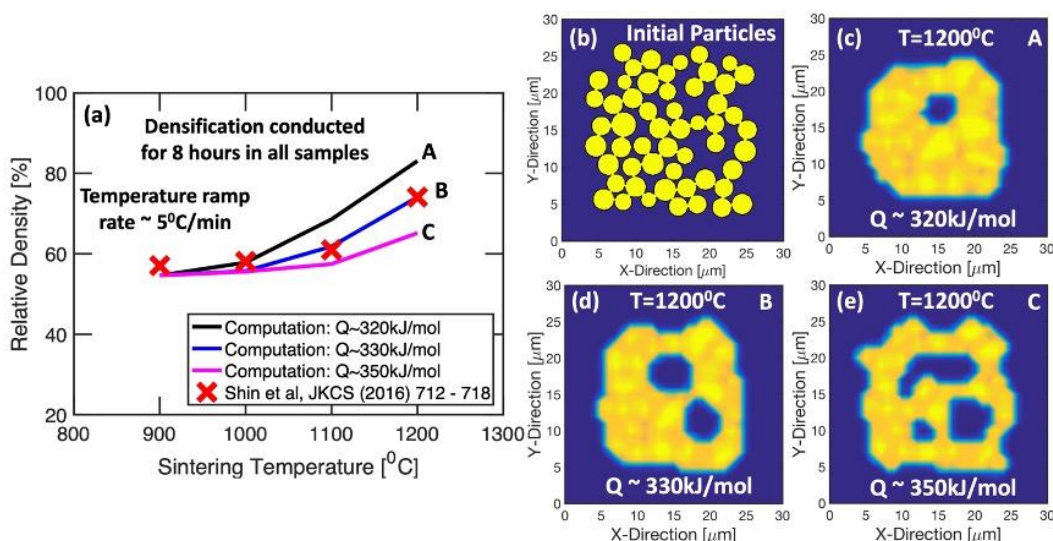 (a)
Densification conducted
for 8 hours in all samples
Temperature ramp
rate ~ 5⁰C/min
A
B
C
Relative Density [%]
100
80
60
40
20
Computation: Q~320kJ/mol
Computation: Q~330kJ/mol
Computation: Q~350kJ/mol
Shin et al, JKCS (2016) 712 - 718
800
900
1000
1100
1200
1300
Sintering Temperature [⁰C]
(b)
Initial Particles
Y-Direction [μm]
30
25
20
15
10
5
0
0
5
10
15
20
25
30
X-Direction [μm]
(c)
T=1200⁰C
A
Q ~ 320kJ/mol
Y-Direction [μm]
30
25
20
15
10
5
0
0
5
10
15
20
25
30
X-Direction [μm]
(d)
T=1200⁰C
B
Q ~ 330kJ/mol
Y-Direction [μm]
30
25
20
15
10
5
0
0
5
10
15
20
25
30
X-Direction [μm]
(e)
T=1200⁰C
C
Q ~ 350kJ/mol
Y-Direction [μm]
30
25
20
15
10
5
0
0
5
10
15
20
25
30
X-Direction [μm]